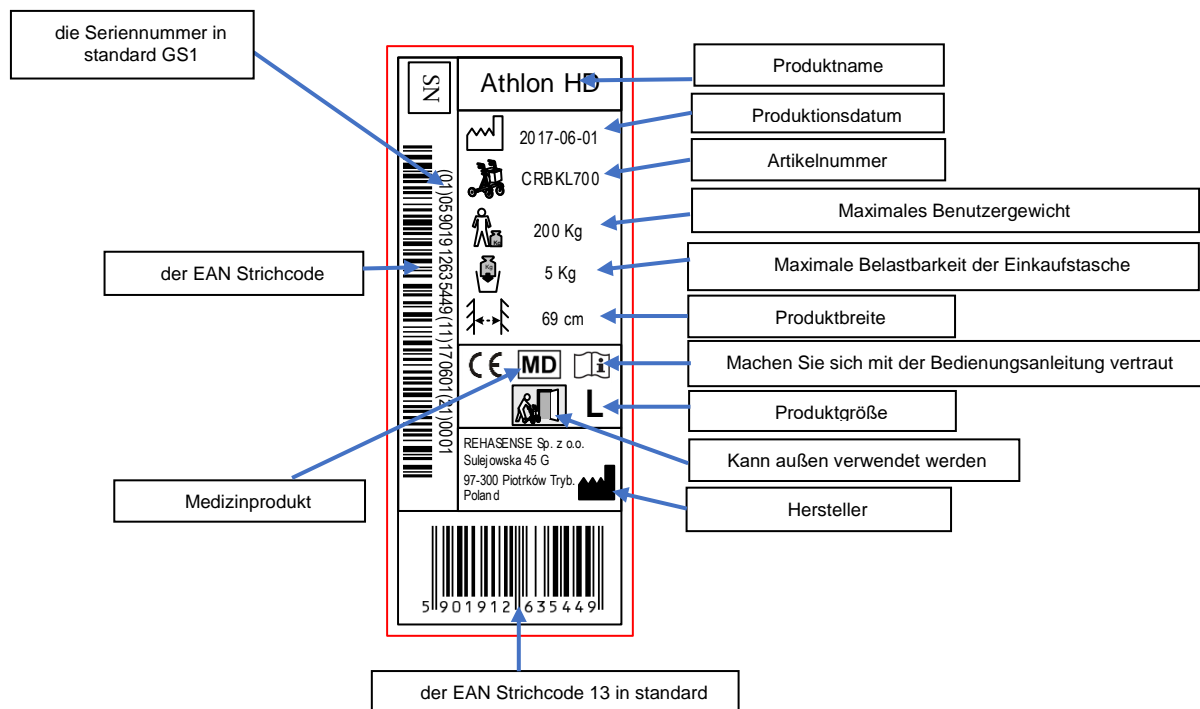 die Seriennummer in
standard GS1
der EAN Strichcode
Medizinprodukt
SN
(01)05901912635449(11)170601(21)0001
Athlon HD
2017-06-01
CRBKL700
Kg
200 Kg
Kg
5 Kg
69 cm
CE MD i
L
REHASENSE Sp. z o.o.
Sulejowska 45 G
97-300 Piotrków Tryb.
Poland
5 901912 635449
Produktname
Produktionsdatum
Artikelnummer
Maximales Benutzergewicht
Maximale Belastbarkeit der Einkaufstasche
Produktbreite
Machen Sie sich mit der Bedienungsanleitung vertraut
Produktgröße
Kann außen verwendet werden
Hersteller
der EAN Strichcode 13 in standard